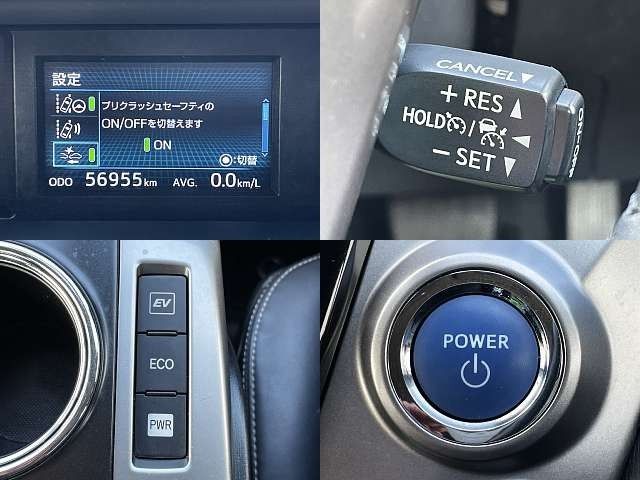 設定
プリクラッシュセーフティの
ON/OFFを切替えます
ON
:切替
ODO 56955km AVG. 0.0km/L
CANCEL▼
+ RES ▲
HOLD / ◀
− SET ▼
ON-OFF
EV
ECO
PWR
POWER